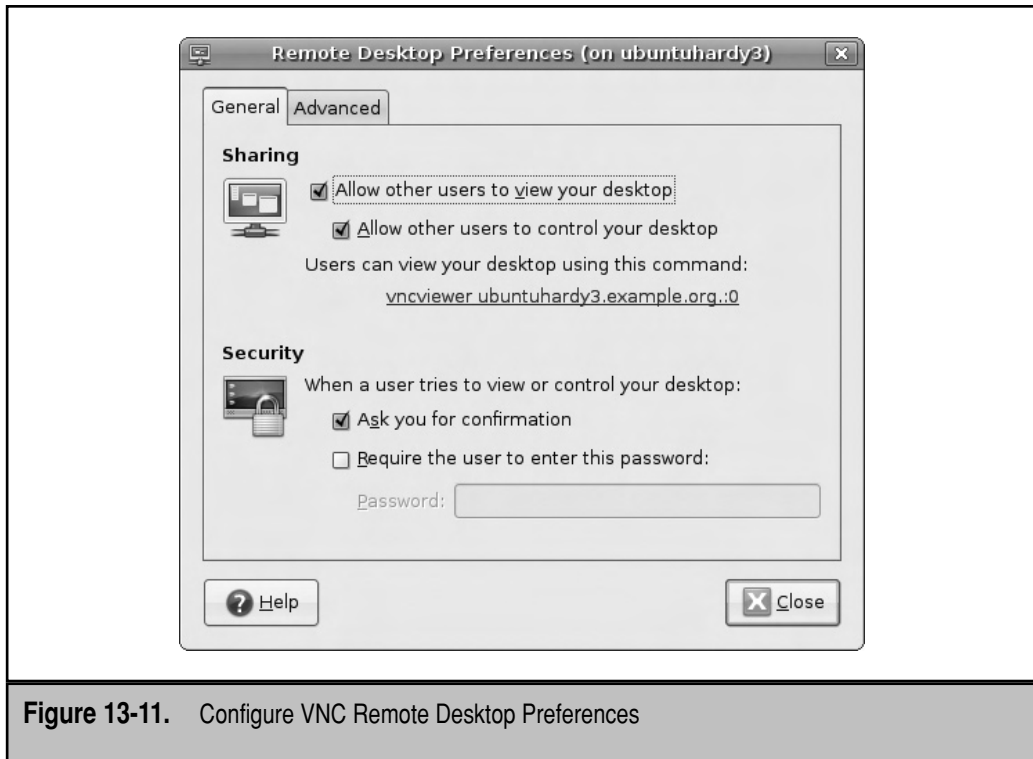 Remote Desktop Preferences (on ubuntuhardy3)
General Advanced
Sharing
Allow other users to view your desktop
Allow other users to control your desktop
Users can view your desktop using this command:
vncviewer ubuntuhardy3.example.org.:0
Security
When a user tries to view or control your desktop:
Ask you for confirmation
Require the user to enter this password:
Password:
Help Close
Figure 13-11. Configure VNC Remote Desktop Preferences